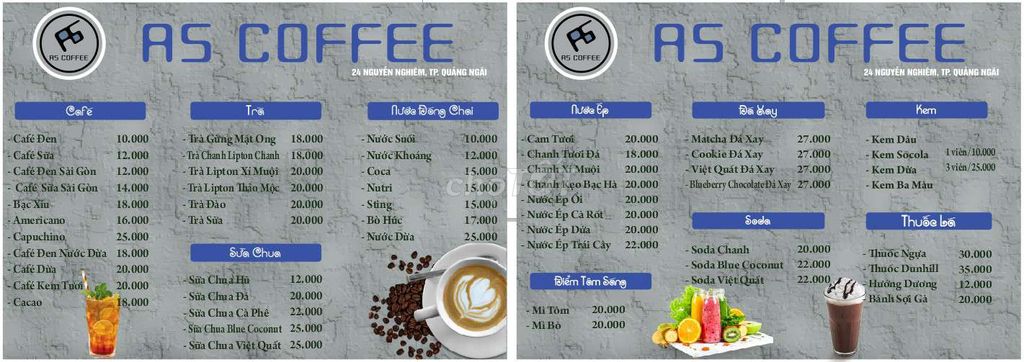 AS COFFEE
AS COFFEE
24 NGUYỄN NGHIÊM, TP. QUẢNG NGÃI
Café
- Café Đen 10.000
- Café Sữa 12.000
- Café Đen Sài Gòn 12.000
- Café Sữa Sài Gòn 14.000
- Bạc Xỉu 18.000
- Americano 16.000
- Capuchino 25.000
- Café Đen Nước Dừa 20.000
- Café Dừa 20.000
- Café Kem Tươi 20.000
- Cacao 18.000
Trà
- Trà Gừng Mật Ong 18.000
- Trà Chanh Lipton Chanh 18.000
- Trà Lipton Xí Muội 20.000
- Trà Lipton Thảo Mộc 20.000
- Trà Đào 20.000
- Trà Sữa 20.000
Sữa Chua
- Sữa Chua Hũ 12.000
- Sữa Chua Đá 20.000
- Sữa Chua Cà Phê 22.000
- Sữa Chua Blue Coconut 25.000
- Sữa Chua Việt Quất 25.000
Nước Đóng Chai
- Nước Suối 10.000
- Nước Khoáng 12.000
- Coca 15.000
- Nutri 15.000
- Sting 15.000
- Bò Húc 17.000
- Nước Dừa 25.000
AS COFFEE
AS COFFEE
24 NGUYỄN NGHIÊM, TP. QUẢNG NGÃI
Nước Ép
- Cam Tươi 20.000
- Chanh Tươi Đá 18.000
- Chanh Xí Muội 20.000
- Chanh Kẹo Bạc Hà 20.000
- Nước Ép Ổi 20.000
- Nước Ép Cà Rốt 20.000
- Nước Ép Dứa 20.000
- Nước Ép Trái Cây 22.000
Điểm Tâm Sáng
- Mì Tôm 20.000
- Mì Bò 20.000
Đá Xay
- Matcha Đá Xay 27.000
- Cookie Đá Xay 27.000
- Việt Quất Đá Xay 27.000
- Blueberry Chocolate Đá Xay 27.000
Soda
- Soda Chanh 20.000
- Soda Blue Coconut 22.000
- Soda Việt Quất 22.000
Kem
- Kem Dâu
- Kem Sôcola 1 viên/10.000
- Kem Dừa 3 viên/25.000
- Kem Ba Màu
Thuốc Lá
- Thuốc Ngựa 30.000
- Thuốc Dunhill 35.000
- Hướng Dương 12.000
- Bánh Sợi Gà 20.000